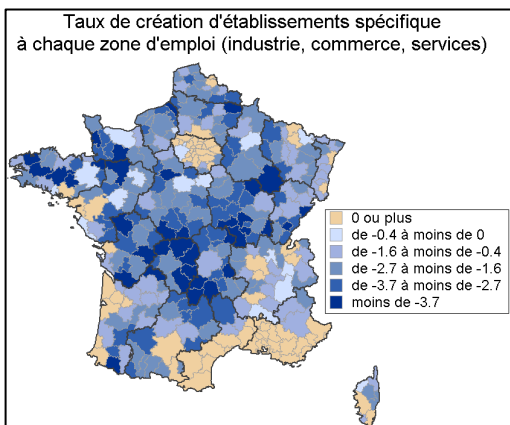 Taux de création d'établissements spécifique
à chaque zone d'emploi (industrie, commerce, services)
0 ou plus
de -0.4 à moins de 0
de -1.6 à moins de -0.4
de -2.7 à moins de -1.6
de -3.7 à moins de -2.7
moins de -3.7